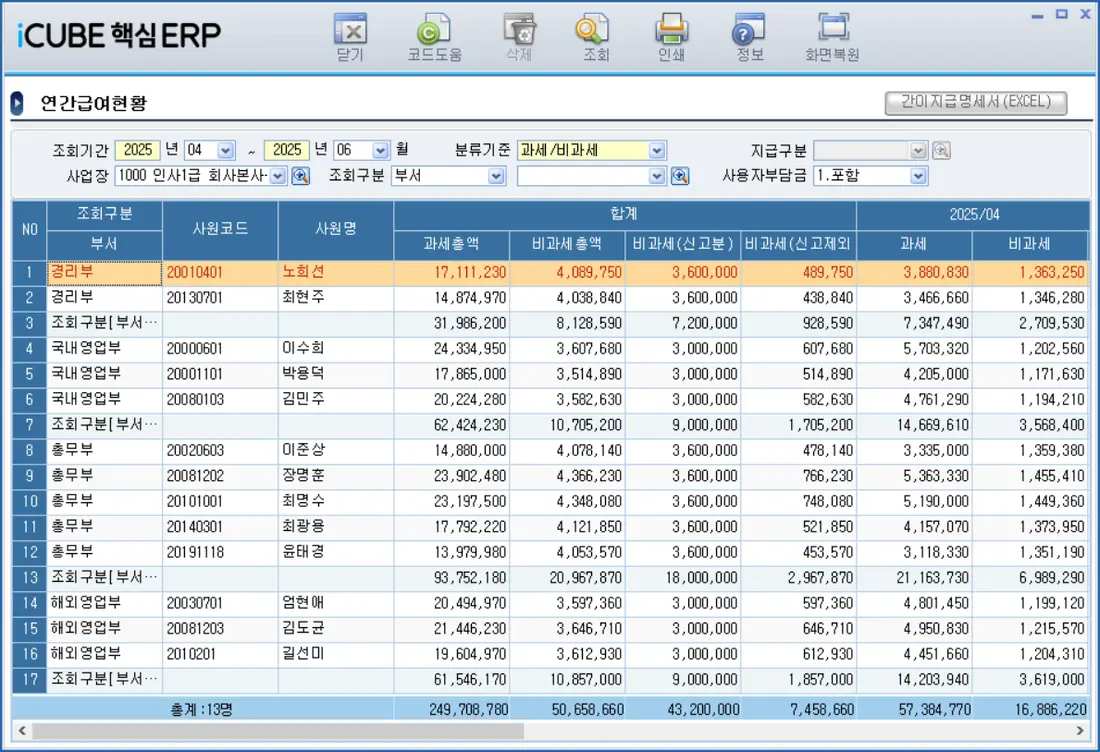 iCUBE 핵심 ERP
닫기 코드도움 삭제 조회 인쇄 정보 화면복원
연간급여현황 간이지급명세서(EXCEL)
조회기간 2025 년 04 ~ 2025 년 06 월 분류기준 과세/비과세 지급구분
사업장 1000 인사1급 회사본사 조회구분 부서 사용자부담금 1.포함
NO 조회구분 사원코드 사원명 합계 2025/04
부서 과세총액 비과세총액 비과세(신고분) 비과세(신고제외 과세 비과세
1 경리부 20010401 노희선 17,111,230 4,089,750 3,600,000 489,750 3,880,830 1,363,250
2 경리부 20130701 최현주 14,874,970 4,038,840 3,600,000 438,840 3,466,660 1,346,280
3 조회구분[부서… 31,986,200 8,128,590 7,200,000 928,590 7,347,490 2,709,530
4 국내영업부 20000601 이수희 24,334,950 3,607,680 3,000,000 607,680 5,703,320 1,202,560
5 국내영업부 20001101 박용덕 17,865,000 3,514,890 3,000,000 514,890 4,205,000 1,171,630
6 국내영업부 20080103 김민주 20,224,280 3,582,630 3,000,000 582,630 4,761,290 1,194,210
7 조회구분[부서… 62,424,230 10,705,200 9,000,000 1,705,200 14,669,610 3,568,400
8 총무부 20020603 이준상 14,880,000 4,078,140 3,600,000 478,140 3,335,000 1,359,380
9 총무부 20081202 장명훈 23,902,480 4,366,230 3,600,000 766,230 5,363,330 1,455,410
10 총무부 20101001 최명수 23,197,500 4,348,080 3,600,000 748,080 5,190,000 1,449,360
11 총무부 20140301 최광용 17,792,220 4,121,850 3,600,000 521,850 4,157,070 1,373,950
12 총무부 20191118 윤태경 13,979,980 4,053,570 3,600,000 453,570 3,118,330 1,351,190
13 조회구분[부서… 93,752,180 20,967,870 18,000,000 2,967,870 21,163,730 6,989,290
14 해외영업부 20030701 엄현애 20,494,970 3,597,360 3,000,000 597,360 4,801,450 1,199,120
15 해외영업부 20081203 김도균 21,446,230 3,646,710 3,000,000 646,710 4,950,830 1,215,570
16 해외영업부 2010201 길선미 19,604,970 3,612,930 3,000,000 612,930 4,451,660 1,204,310
17 조회구분[부서… 61,546,170 10,857,000 9,000,000 1,857,000 14,203,940 3,619,000
총계 :13명 249,708,780 50,658,660 43,200,000 7,458,660 57,384,770 16,886,220